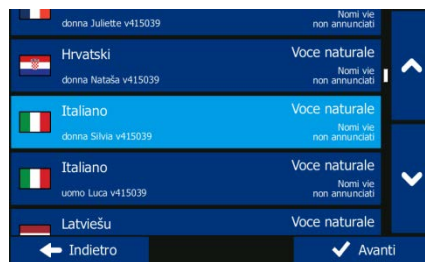 donna Juliette v415039
Nomi vie
non annunciati
Hrvatski
Voce naturale
donna Nataša v415039
Nomi vie
non annunciati
Italiano
Voce naturale
donna Silvia v415039
Nomi vie
non annunciati
Italiano
Voce naturale
uomo Luca v415039
Nomi vie
non annunciati
Latviešu
Voce naturale
Indietro
Avanti